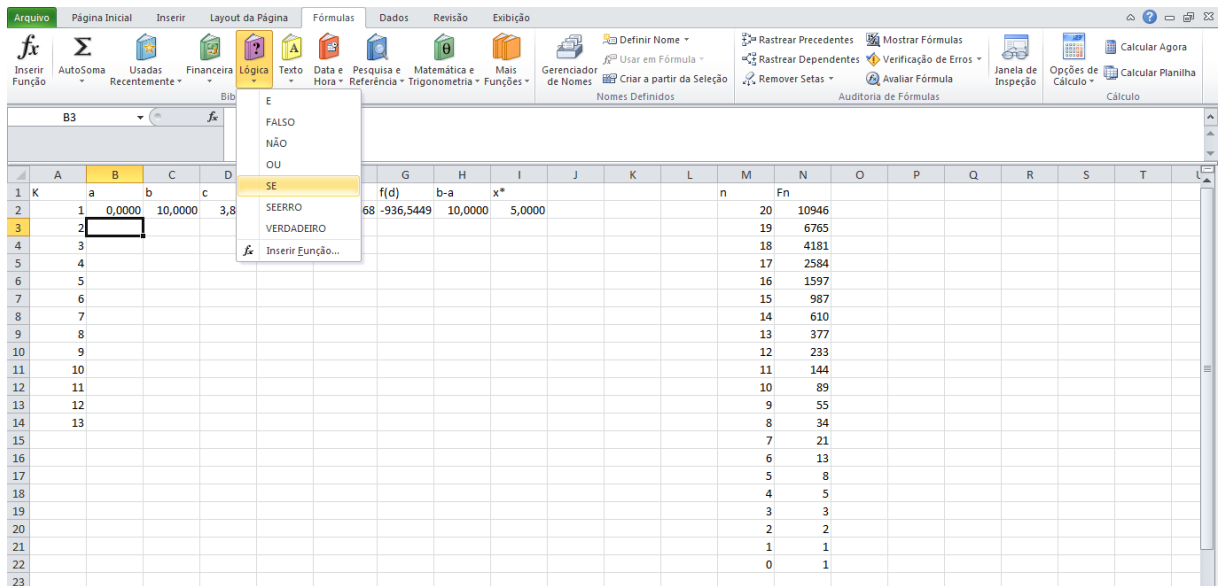 Arquivo Página Inicial Inserir Layout da Página Fórmulas Dados Revisão Exibição
fx Inserir Função
Σ AutoSoma
Usadas Recentemente
Financeira
Lógica
Texto
Data e Hora
Pesquisa e Referência
Matemática e Trigonometria
Mais Funções
Bib
Gerenciador de Nomes
Definir Nome
Usar em Fórmula
Criar a partir da Seleção
Nomes Definidos
Rastrear Precedentes
Rastrear Dependentes
Remover Setas
Mostrar Fórmulas
Verificação de Erros
Avaliar Fórmula
Auditoria de Fórmulas
Janela de Inspeção
Opções de Cálculo
Calcular Agora
Calcular Planilha
Cálculo
B3 fx
E
FALSO
NÃO
OU
SE
SEERRO
VERDADEIRO
fx Inserir Função...
A B C D G H I J K L M N O P Q R S T
1 K a b c f(d) b-a x* n Fn
2 1 0,0000 10,0000 3,8 68 -936,5449 10,0000 5,0000 20 10946
3 2 19 6765
4 3 18 4181
5 4 17 2584
6 5 16 1597
7 6 15 987
8 7 14 610
9 8 13 377
10 9 12 233
11 10 11 144
12 11 10 89
13 12 9 55
14 13 8 34
15 7 21
16 6 13
17 5 8
18 4 5
19 3 3
20 2 2
21 1 1
22 0 1
23